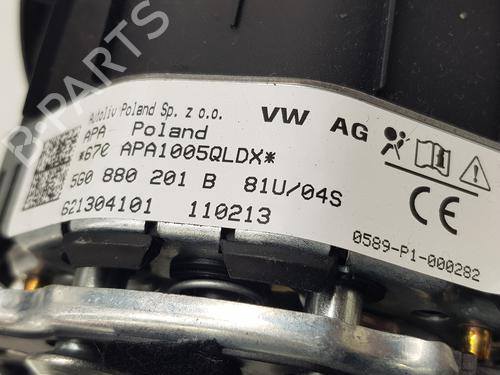 B-PARTS
Autoliv Poland Sp. z o.o.
VW AG
APA- Poland
*670 APA1005QLDX*
5G0 880 201 B 81U/04S
621304101 110213
CE
0589-P1-000282